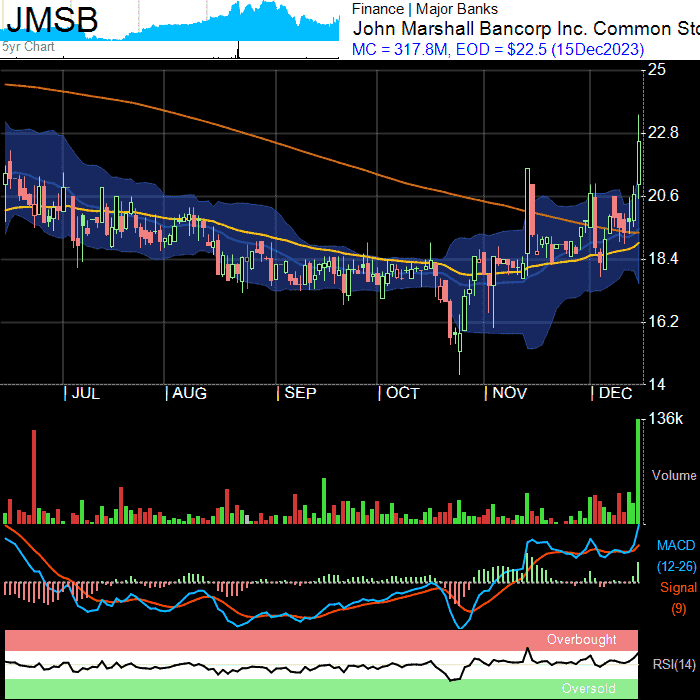 JMSB
5yr Chart
Finance | Major Banks
John Marshall Bancorp Inc. Common Sto
MC = 317.8M, EOD = $22.5 (15Dec2023)
25
22.8
20.6
18.4
16.2
14
| JUL | AUG | SEP | OCT | NOV | DEC
136k
Volume
MACD
(12-26)
Signal
(9)
Overbought
RSI(14)
Oversold